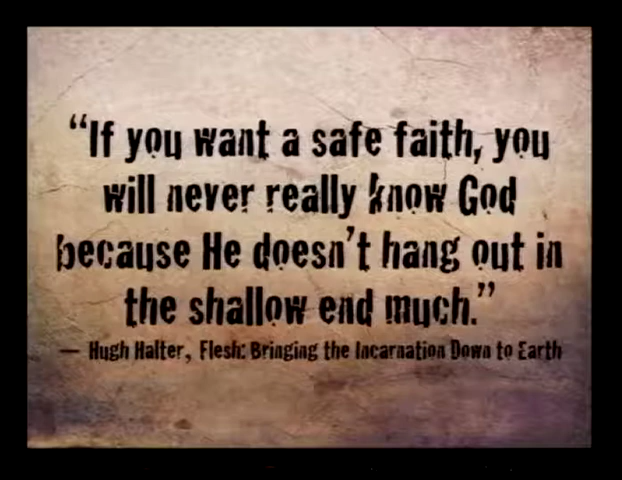 “If you want a safe faith, you
will never really know God
because He doesn’t hang out in
the shallow end much.”
— Hugh Halter, Flesh: Bringing the Incarnation Down to Earth